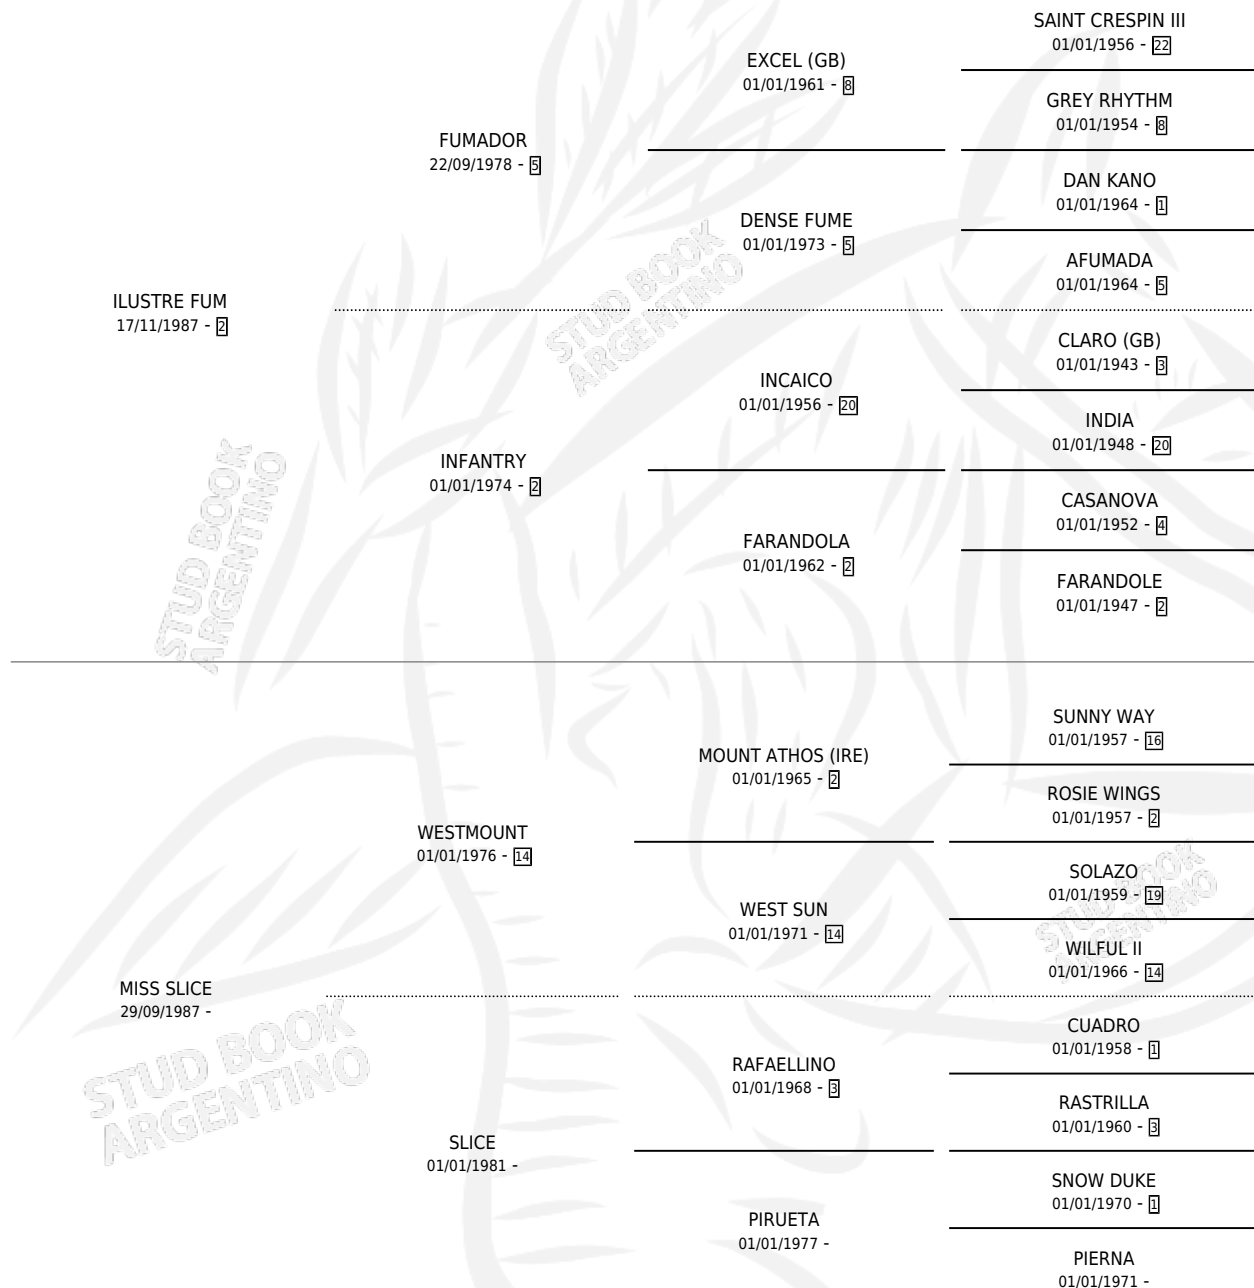 SAINT CRESPIN III
01/01/1956 - 22
EXCEL (GB)
01/01/1961 - 8
GREY RHYTHM
01/01/1954 - 8
FUMADOR
22/09/1978 - 5
DAN KANO
01/01/1964 - 1
DENSE FUME
01/01/1973 - 5
AFUMADA
01/01/1964 - 5
ILUSTRE FUM
17/11/1987 - 2
CLARO (GB)
01/01/1943 - 3
INCAICO
01/01/1956 - 20
INDIA
01/01/1948 - 20
INFANTRY
01/01/1974 - 2
CASANOVA
01/01/1952 - 4
FARANDOLA
01/01/1962 - 2
FARANDOLE
01/01/1947 - 2
SUNNY WAY
01/01/1957 - 16
MOUNT ATHOS (IRE)
01/01/1965 - 2
ROSIE WINGS
01/01/1957 - 2
WESTMOUNT
01/01/1976 - 14
SOLAZO
01/01/1959 - 19
WEST SUN
01/01/1971 - 14
WILFUL II
01/01/1966 - 14
MISS SLICE
29/09/1987 -
CUADRO
01/01/1958 - 1
RAFAELLINO
01/01/1968 - 3
RASTRILLA
01/01/1960 - 3
SLICE
01/01/1981 -
SNOW DUKE
01/01/1970 - 1
PIRUETA
01/01/1977 -
PIERNA
01/01/1971 -
STUD BOOK
ARGENTINO
STUD BOOK
ARGENTINO
STUD BOOK
ARGENTINO
STUD BOOK
ARGENTINO